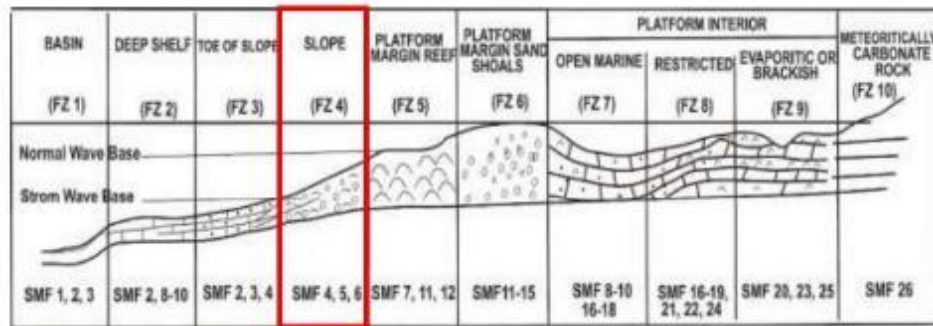 BASIN
(FZ 1)
DEEP SHELF
(FZ 2)
TOE OF SLOPE
(FZ 3)
SLOPE
(FZ 4)
PLATFORM
MARGIN REEF
(FZ 5)
PLATFORM
MARGIN SAND
SHOALS
(FZ 6)
PLATFORM INTERIOR
OPEN MARINE
(FZ 7)
RESTRICTED
(FZ 8)
EVAPORITIC OR
BRACKISH
(FZ 9)
METEORITICALLY
CARBONATE
ROCK
(FZ 10)
Normal Wave Base
Strom Wave Base
SMF 1, 2, 3
SMF 2, 8-10
SMF 2, 3, 4
SMF 4, 5, 6
SMF 7, 11, 12
SMF11-15
SMF 8-10
16-18
SMF 16-19,
21, 22, 24
SMF 20, 23, 25
SMF 26